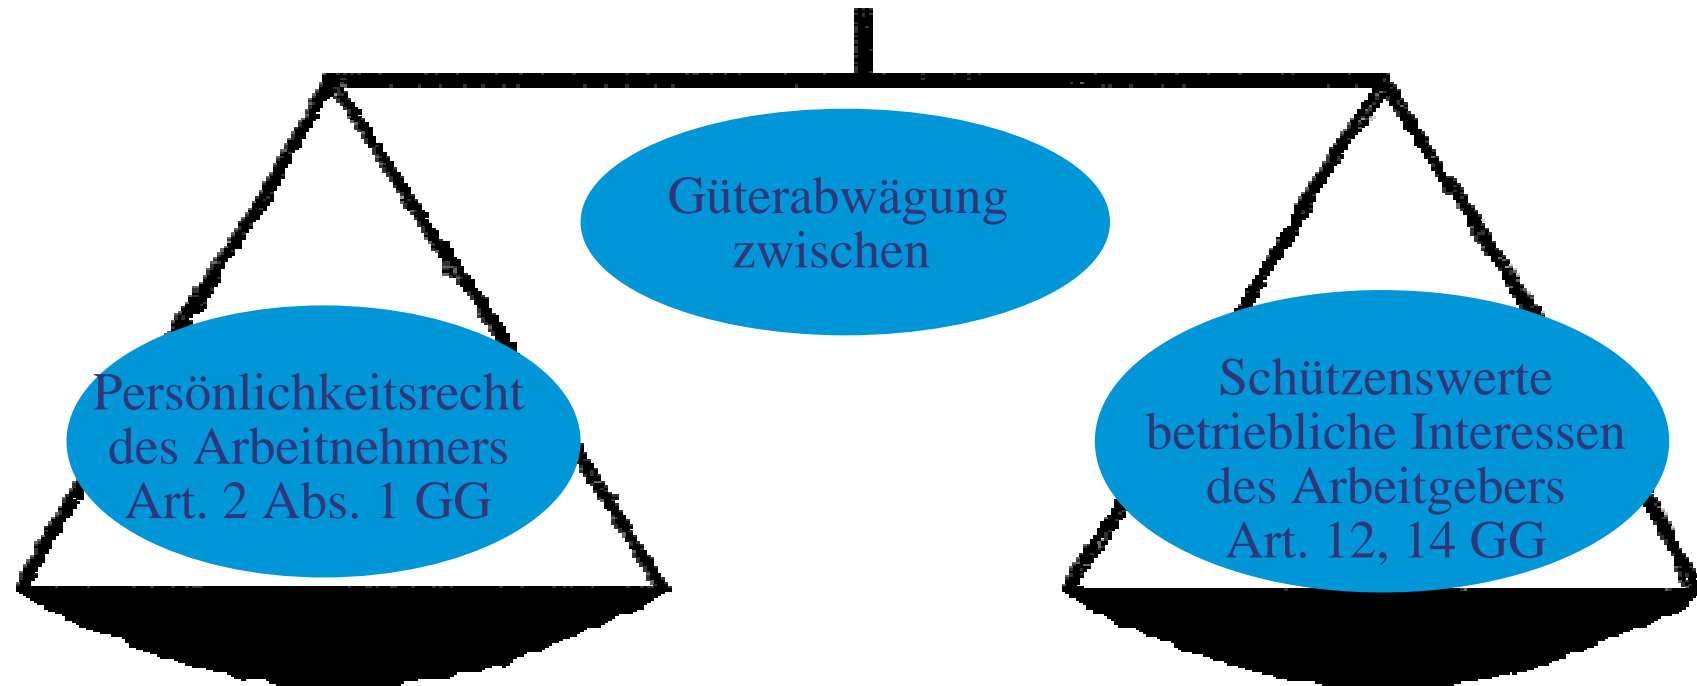 Güterabwägung
zwischen
Persönlichkeitsrecht
des Arbeitnehmers
Art. 2 Abs. 1 GG
Schützenswerte
betriebliche Interessen
des Arbeitgebers
Art. 12, 14 GG